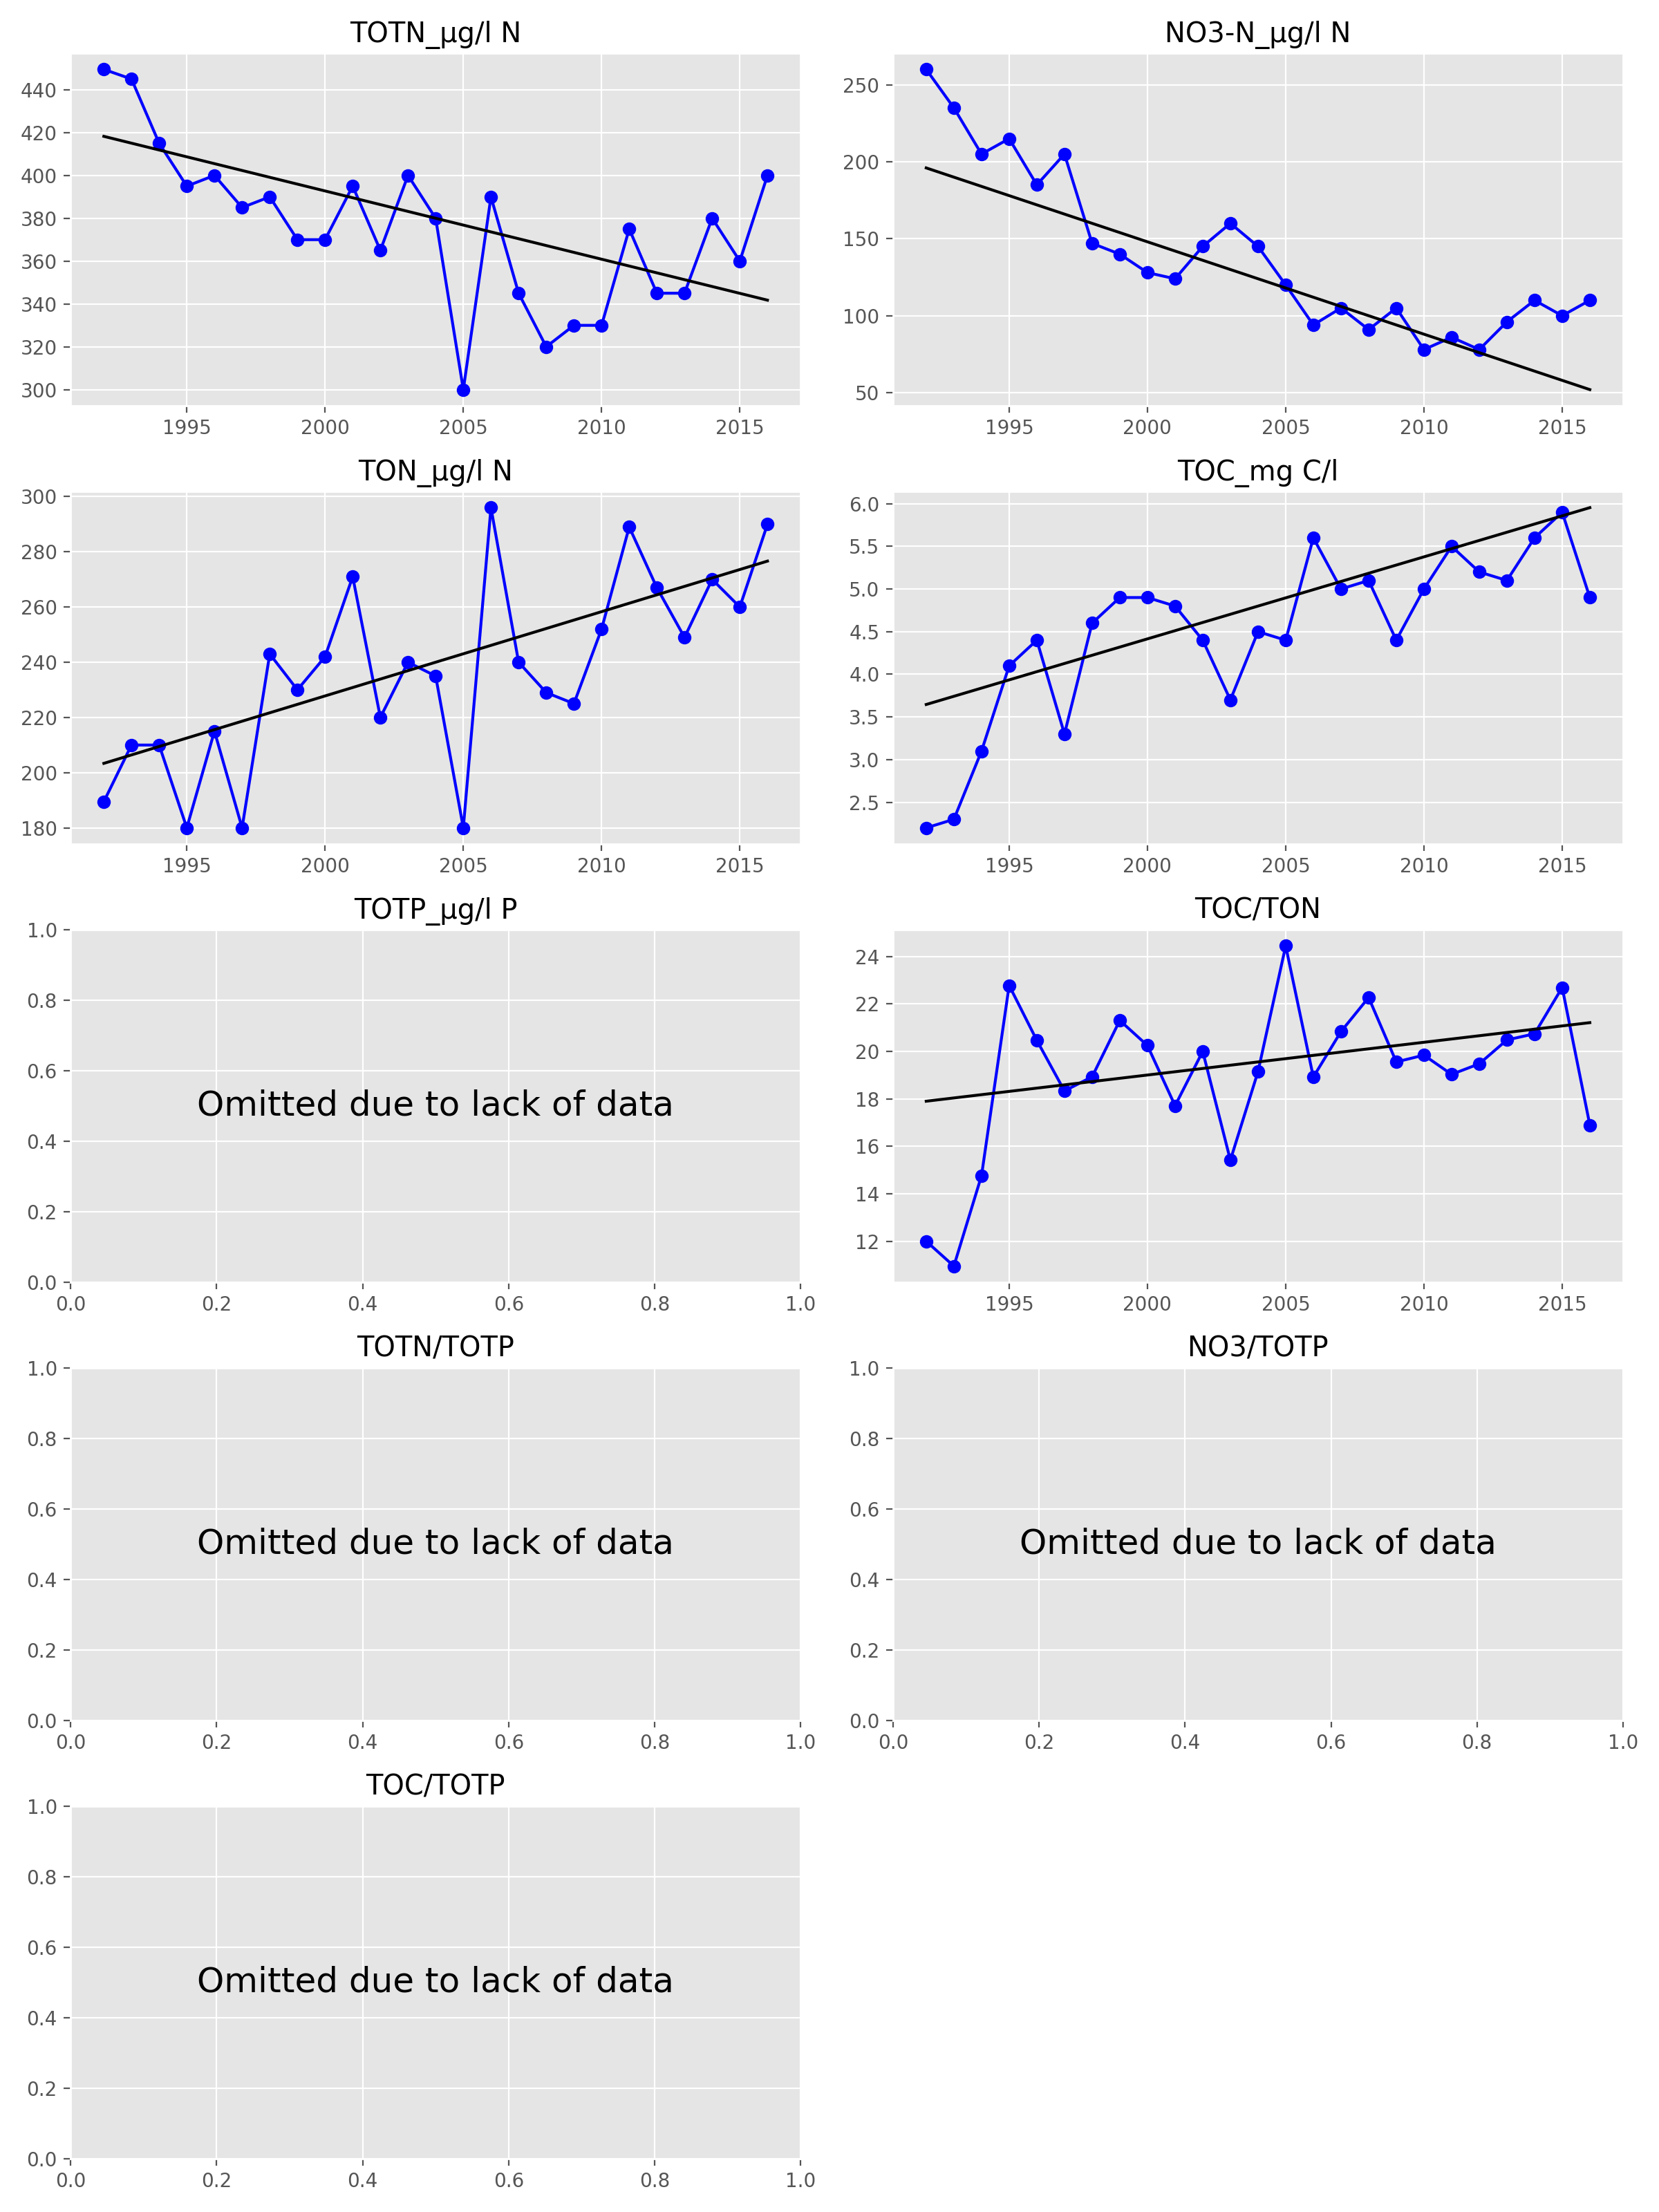 TOTN_µg/l N
440
420
400
380
360
340
320
300
1995 2000 2005 2010 2015
NO3-N_µg/l N
250
200
150
100
50
1995 2000 2005 2010 2015
TON_µg/l N
300
280
260
240
220
200
180
1995 2000 2005 2010 2015
TOC_mg C/l
6.0
5.5
5.0
4.5
4.0
3.5
3.0
2.5
1995 2000 2005 2010 2015
TOTP_µg/l P
1.0
0.8
0.6
Omitted due to lack of data
0.4
0.2
0.0
0.0 0.2 0.4 0.6 0.8 1.0
TOC/TON
24
22
20
18
16
14
12
1995 2000 2005 2010 2015
TOTN/TOTP
1.0
0.8
0.6
Omitted due to lack of data
0.4
0.2
0.0
0.0 0.2 0.4 0.6 0.8 1.0
NO3/TOTP
1.0
0.8
0.6
Omitted due to lack of data
0.4
0.2
0.0
0.0 0.2 0.4 0.6 0.8 1.0
TOC/TOTP
1.0
0.8
0.6
Omitted due to lack of data
0.4
0.2
0.0
0.0 0.2 0.4 0.6 0.8 1.0